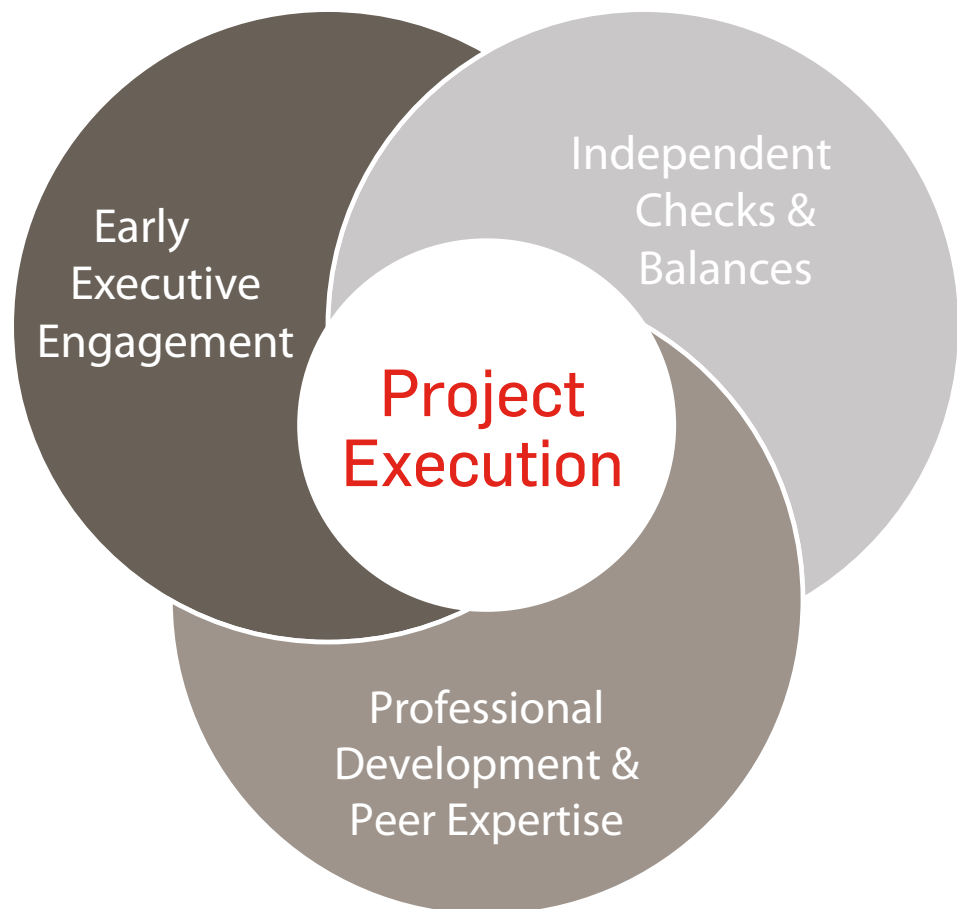 Early
Executive
Engagement
Independent
Checks &
Balances
Project
Execution
Professional
Development &
Peer Expertise